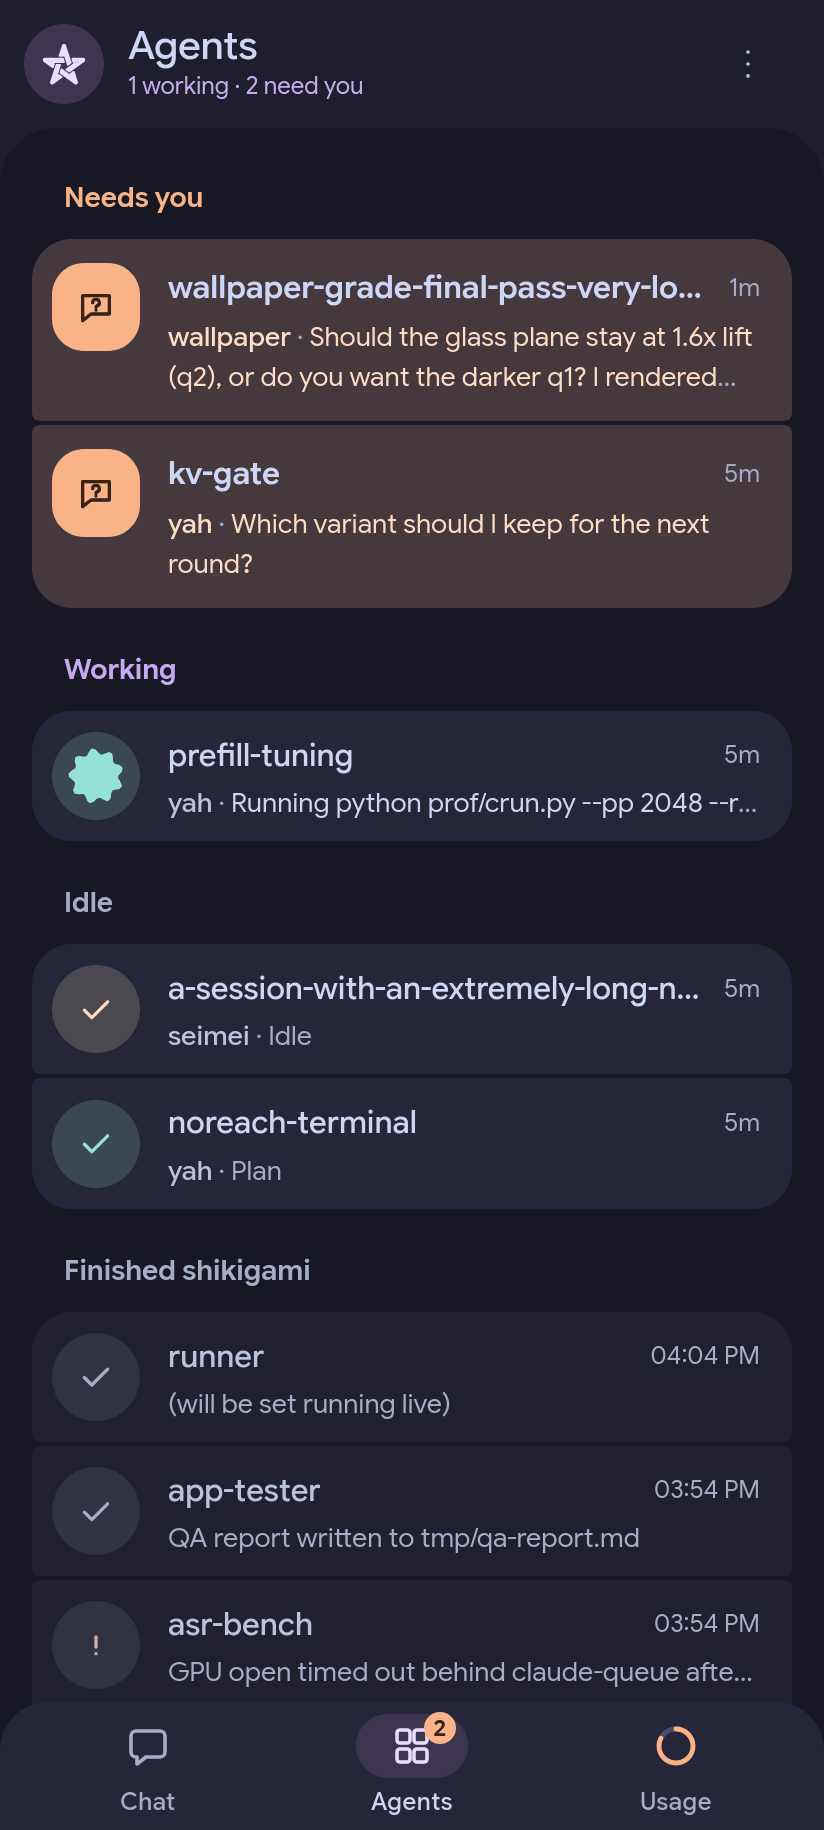 Agents
1 working · 2 need you
Needs you
wallpaper-grade-final-pass-very-lo... 1m
wallpaper · Should the glass plane stay at 1.6x lift
(q2), or do you want the darker q1? I rendered...
kv-gate 5m
yah · Which variant should I keep for the next
round?
Working
prefill-tuning 5m
yah · Running python prof/crun.py --pp 2048 --r...
Idle
a-session-with-an-extremely-long-n... 5m
seimei · Idle
noreach-terminal 5m
yah · Plan
Finished shikigami
runner 04:04 PM
(will be set running live)
app-tester 03:54 PM
QA report written to tmp/qa-report.md
asr-bench 03:54 PM
GPU open timed out behind claude-queue afte...
2
Chat Agents Usage